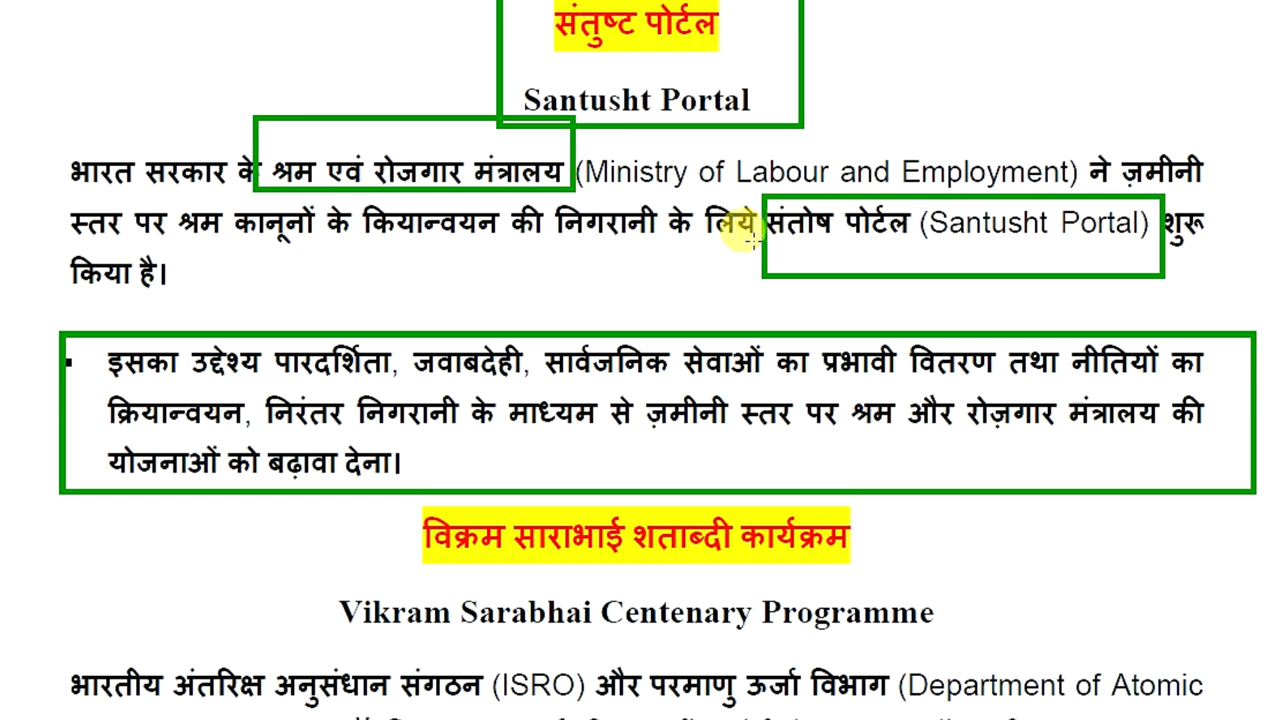 संतुष्ट पोर्टल
Santusht Portal
भारत सरकार के श्रम एवं रोजगार मंत्रालय (Ministry of Labour and Employment) ने ज़मीनी
स्तर पर श्रम कानूनों के कियान्वयन की निगरानी के लिये संतोष पोर्टल (Santusht Portal) शुरू
किया है।
▪ इसका उद्देश्य पारदर्शिता, जवाबदेही, सार्वजनिक सेवाओं का प्रभावी वितरण तथा नीतियों का
क्रियान्वयन, निरंतर निगरानी के माध्यम से ज़मीनी स्तर पर श्रम और रोज़गार मंत्रालय की
योजनाओं को बढ़ावा देना।
विक्रम साराभाई शताब्दी कार्यक्रम
Vikram Sarabhai Centenary Programme
भारतीय अंतरिक्ष अनुसंधान संगठन (ISRO) और परमाणु ऊर्जा विभाग (Department of Atomic